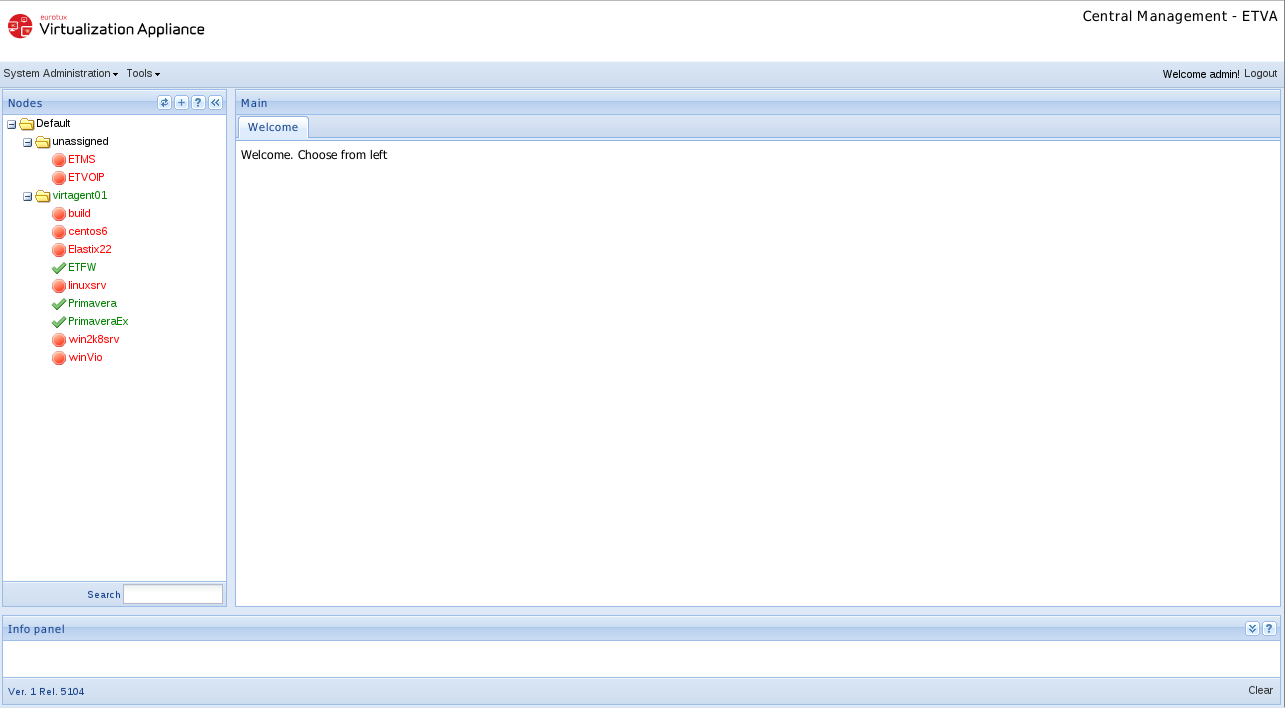 eurotux
Virtualization Appliance
Central Management - ETVA
System Administration Tools
Welcome admin! Logout
Nodes
Main
Default
unassigned
ETMS
ETVOIP
virtagent01
build
centos6
Elastix22
ETFW
linuxsrv
Primavera
PrimaveraEx
win2k8srv
winVio
Search
Welcome
Welcome. Choose from left
Info panel
Ver. 1 Rel. 5104
Clear